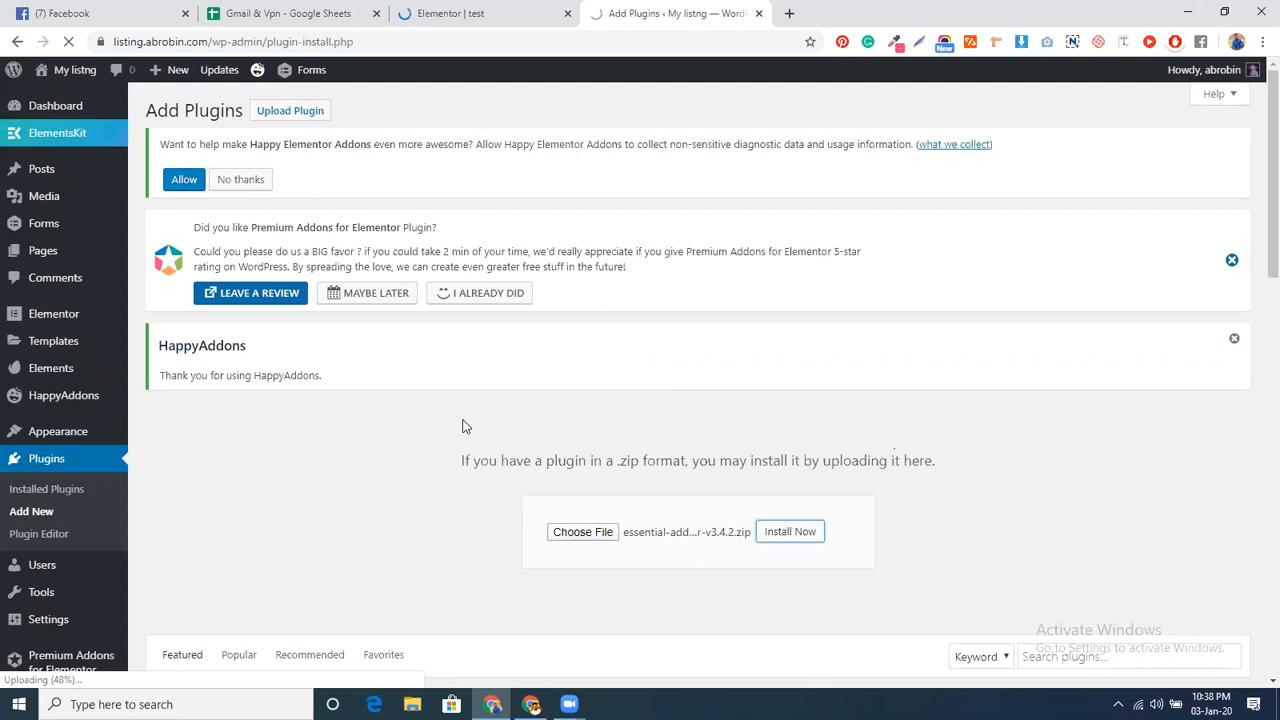 (7) Facebook
Gmail & Vpn - Google Sheets
Elementor | test
Add Plugins ‹ My listng — WordP
listing.abrobin.com/wp-admin/plugin-install.php
New
My listng
0
New
Updates
Forms
Howdy, abrobin
Dashboard
ElementsKit
Posts
Media
Forms
Pages
Comments
Elementor
Templates
Elements
HappyAddons
Appearance
Plugins
Installed Plugins
Add New
Plugin Editor
Users
Tools
Settings
Premium Addons
for Elementor
Add Plugins
Upload Plugin
Help
Want to help make Happy Elementor Addons even more awesome? Allow Happy Elementor Addons to collect non-sensitive diagnostic data and usage information. (what we collect)
Allow
No thanks
Did you like Premium Addons for Elementor Plugin?
Could you please do us a BIG favor ? if you could take 2 min of your time, we'd really appreciate if you give Premium Addons for Elementor 5-star
rating on WordPress. By spreading the love, we can create even greater free stuff in the future!
LEAVE A REVIEW
MAYBE LATER
I ALREADY DID
HappyAddons
Thank you for using HappyAddons.
If you have a plugin in a .zip format, you may install it by uploading it here.
Choose File
essential-add...r-v3.4.2.zip
Install Now
Featured
Popular
Recommended
Favorites
Keyword
Search plugins...
Activate Windows
Go to Settings to activate Windows.
Uploading (48%)...
Type here to search
10:38 PM
03-Jan-20